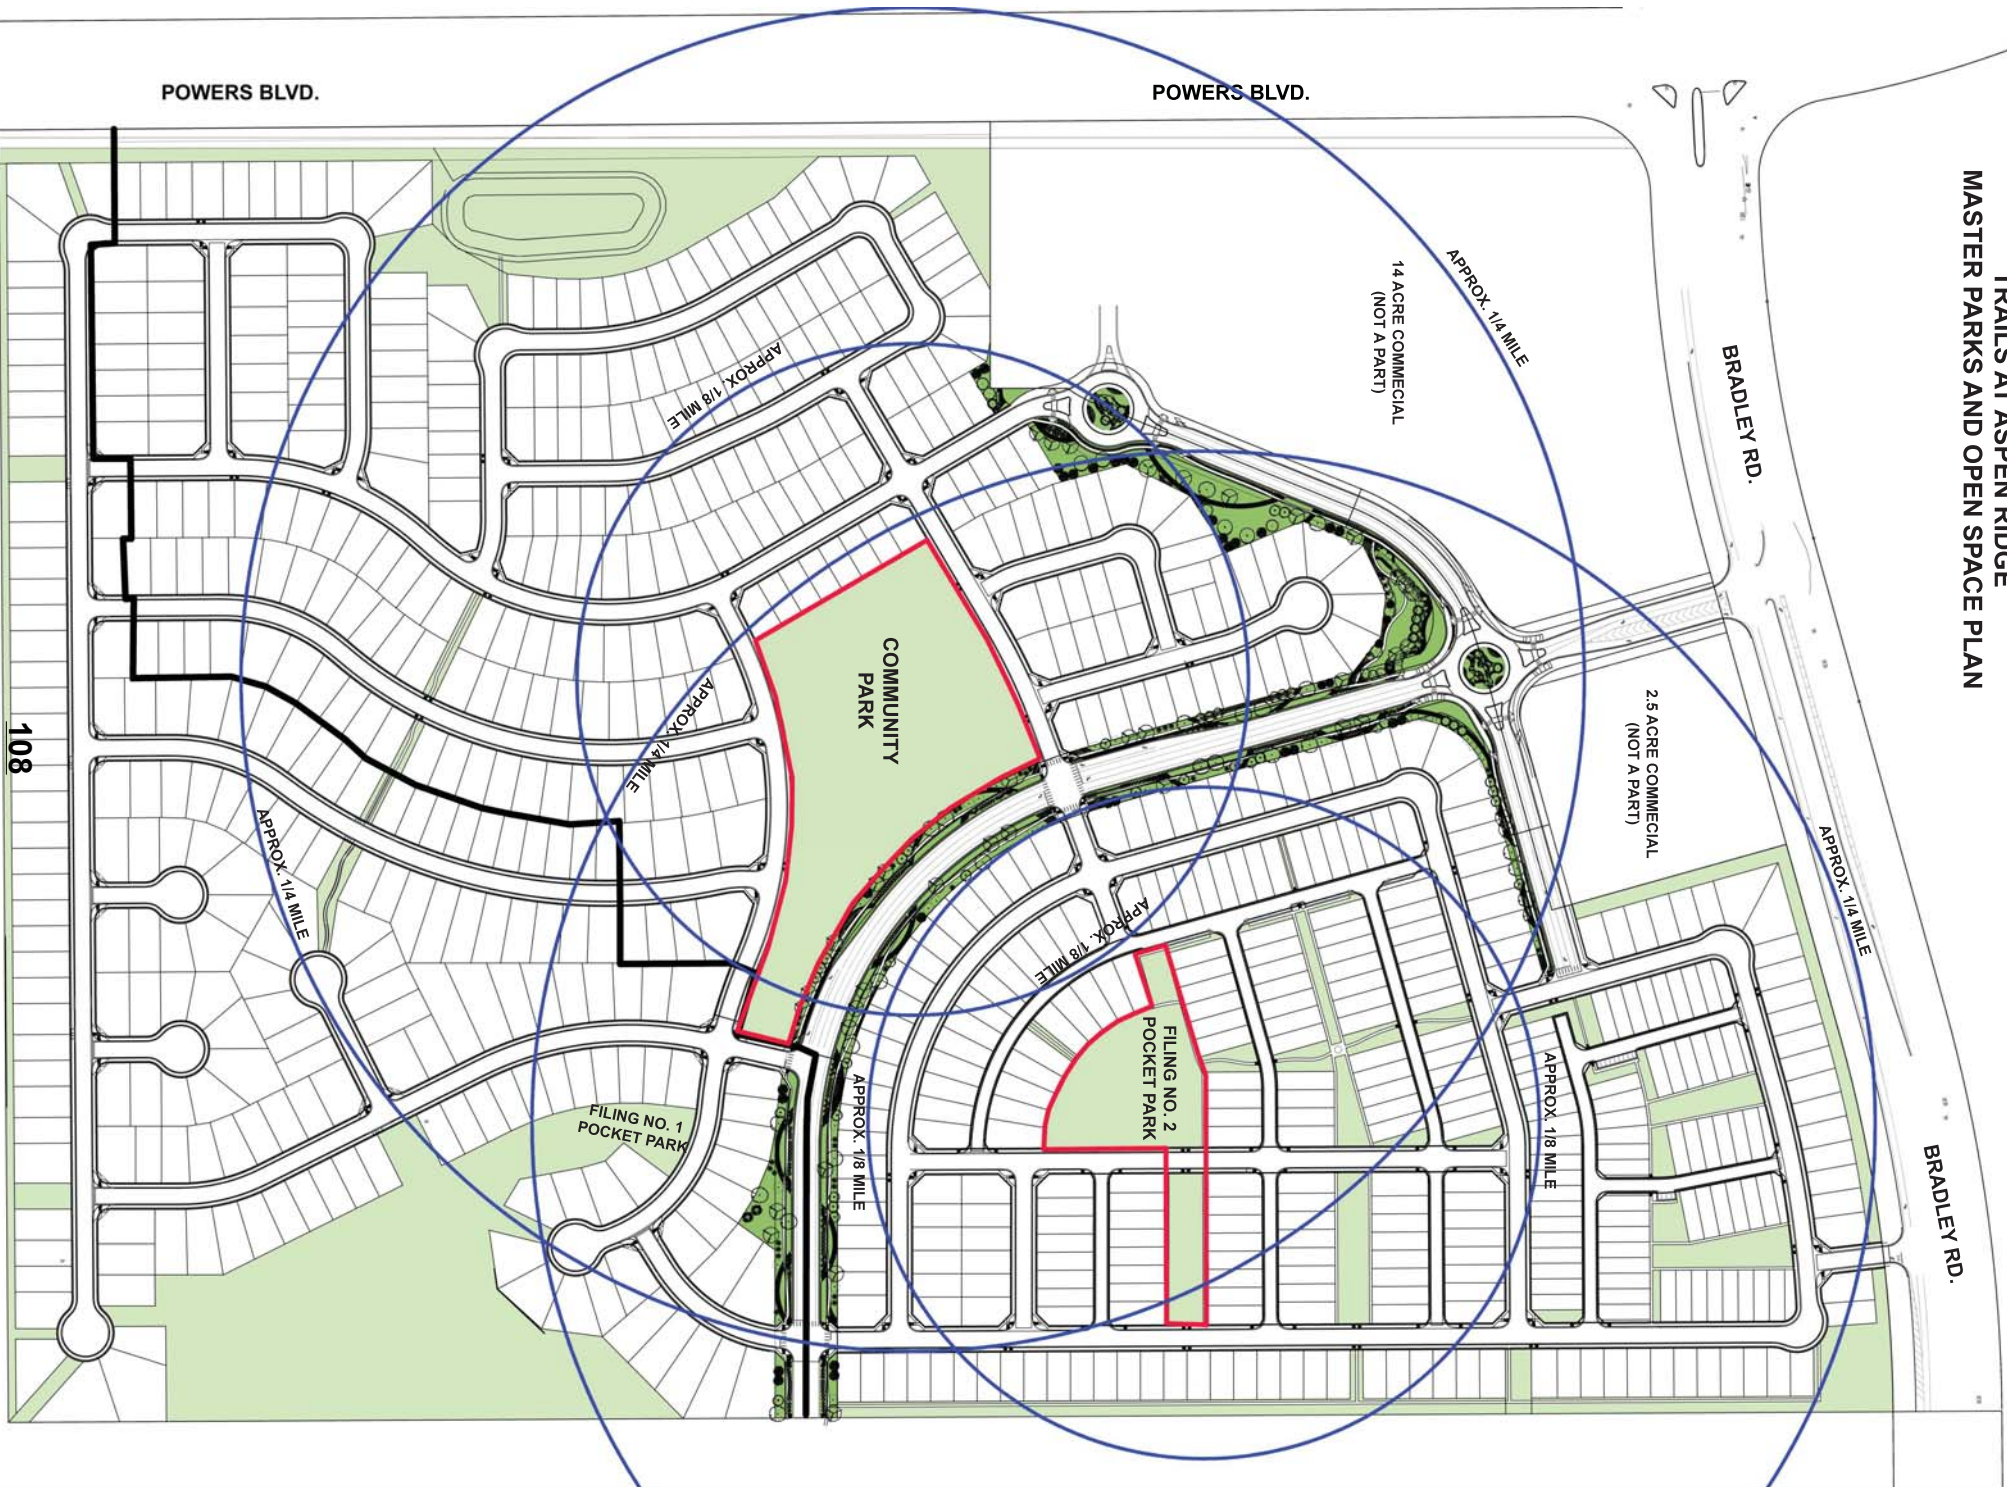 TRAILS AT ASPEN RIDGE
MASTER PARKS AND OPEN SPACE PLAN
POWERS BLVD.
POWERS BLVD.
APPROX. 1/4 MILE
14 ACRE COMMECIAL
(NOT A PART)
BRADLEY RD.
APPROX. 1/8 MILE
COMMUNITY
PARK
APPROX. 1/4 MILE
2.5 ACRE COMMECIAL
(NOT A PART)
108
APPROX. 1/4 MILE
APPROX. 1/4 MILE
APPROX. 1/8 MILE
FILING NO. 2
POCKET PARK
APPROX. 1/8 MILE
APPROX. 1/8 MILE
FILING NO. 1
POCKET PARK
BRADLEY RD.